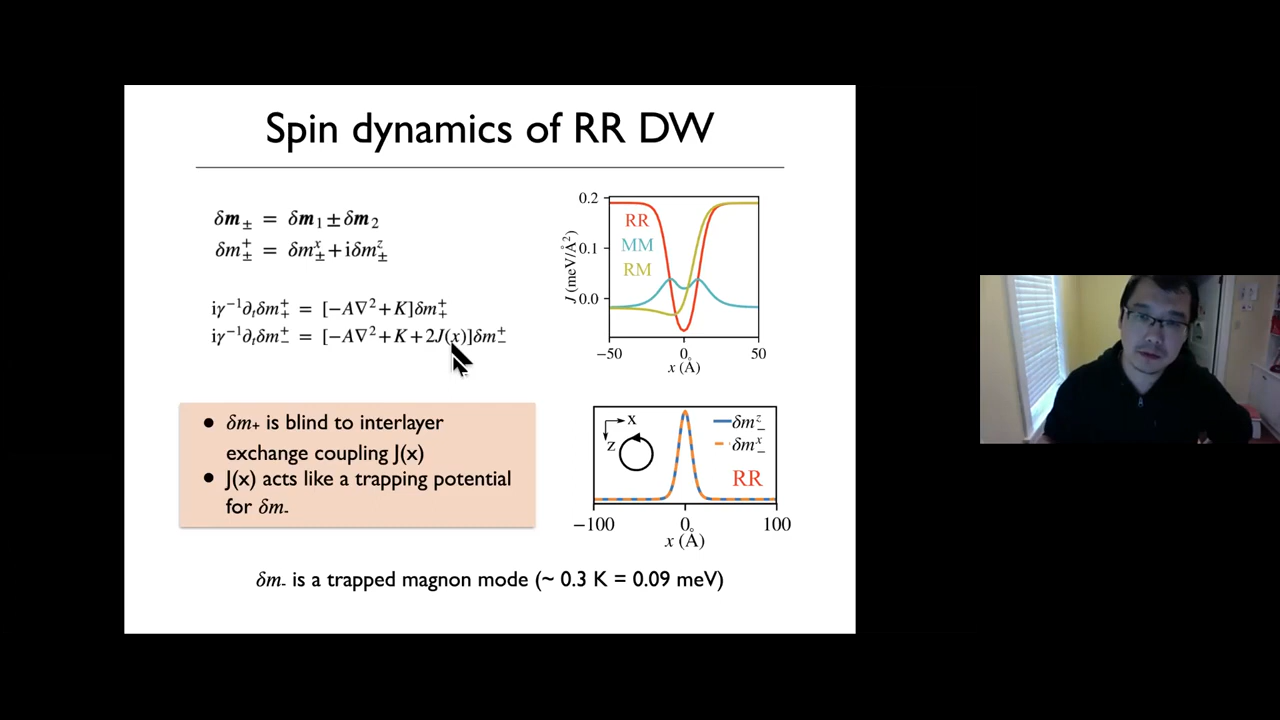 Spin dynamics of RR DW
δm± = δm₁ ± δm₂
δm±⁺ = δm±ˣ + iδm±ᶻ
iγ⁻¹∂ₜδm₊⁺ = [−A∇² + K]δm₊⁺
iγ⁻¹∂ₜδm₋⁺ = [−A∇² + K + 2J(x)]δm₋⁺
• δm₊ is blind to interlayer
exchange coupling J(x)
• J(x) acts like a trapping potential
for δm₋
0.2
0.1
0.0
J (meV/Å²)
RR
MM
RM
−50 0 50
x (Å)
x
z
δm₋ᶻ
δm₋ˣ
RR
−100 0 100
x (Å)
δm₋ is a trapped magnon mode (~ 0.3 K = 0.09 meV)